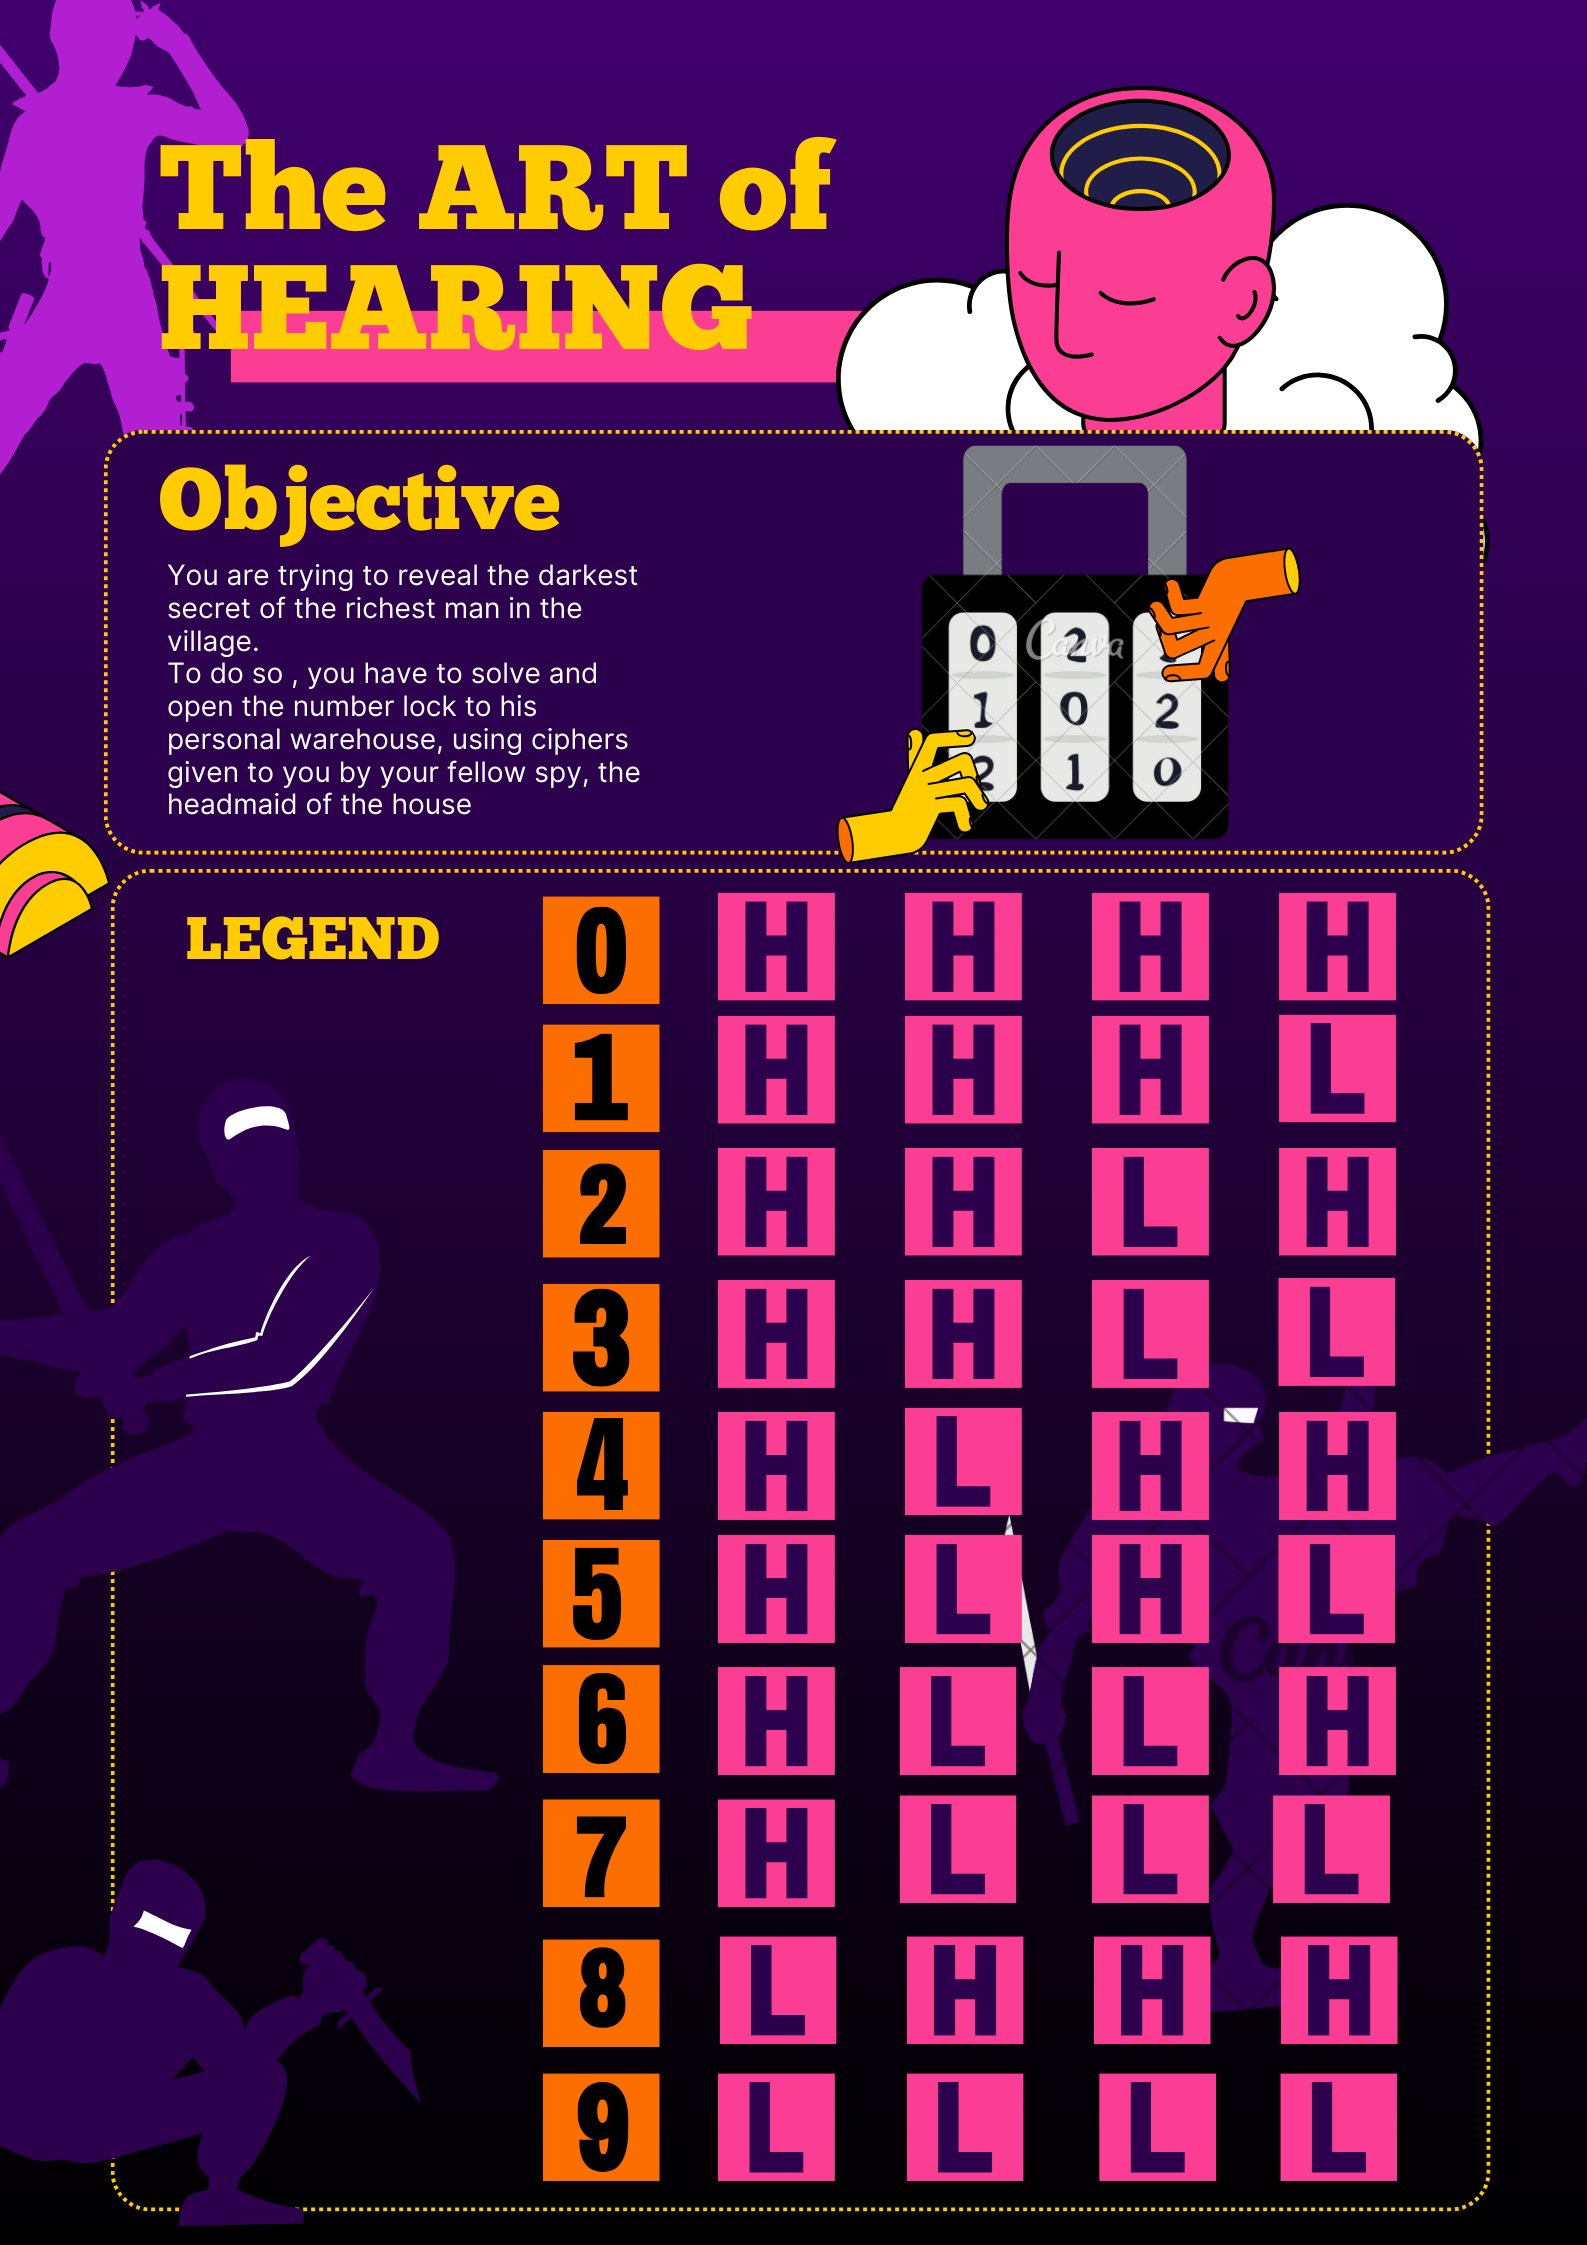 The ART of
HEARING
Objective
You are trying to reveal the darkest
secret of the richest man in the
village.
To do so , you have to solve and
open the number lock to his
personal warehouse, using ciphers
given to you by your fellow spy, the
headmaid of the house
0 2
1 0 2
2 1 0
Canva
LEGEND
0 H H H H
1 H H H L
2 H H L H
3 H H L L
4 H L H H
5 H L H L
6 H L L H
7 H L L L
8 L H H H
9 L L L L